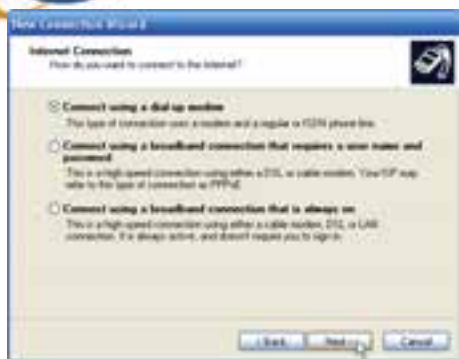 New Connection Wizard
Internet Connection
How do you want to connect to the Internet?
Connect using a dial-up modem
This type of connection uses a modem and a regular or ISDN phone line.
Connect using a broadband connection that requires a user name and
password
This is a high-speed connection using either a DSL or cable modem. Your ISP may
refer to this type of connection as PPPoE.
Connect using a broadband connection that is always on
This is a high-speed connection using either a cable modem, DSL or LAN
connection. It is always active, and doesn't require you to sign in.
< Back
Next >
Cancel